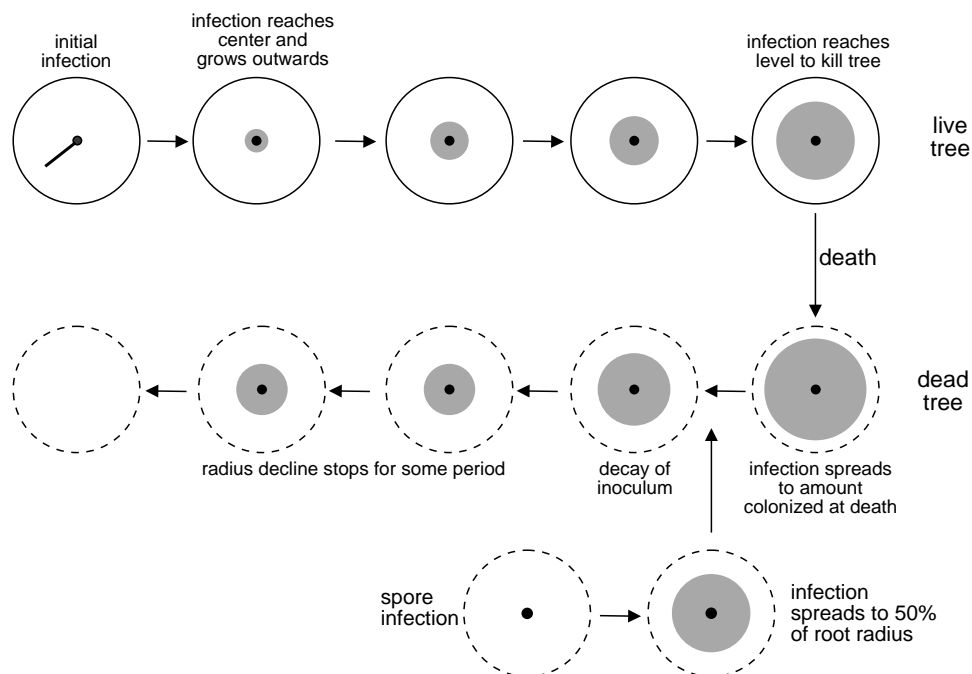 initial
infection
infection reaches
center and
grows outwards
infection reaches
level to kill tree
live
tree
death
dead
tree
radius decline stops for some period
decay of
inoculum
infection spreads
to amount
colonized at death
spore
infection
infection
spreads to 50%
of root radius